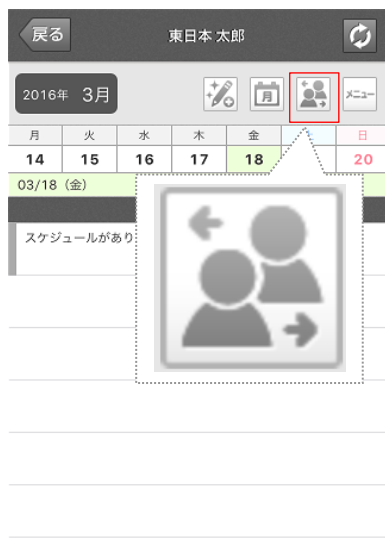 戻る 東日本 太郎
2016年 3月 月 メニュー
月 火 水 木 金 日
14 15 16 17 18 20
03/18（金）
スケジュールがあり